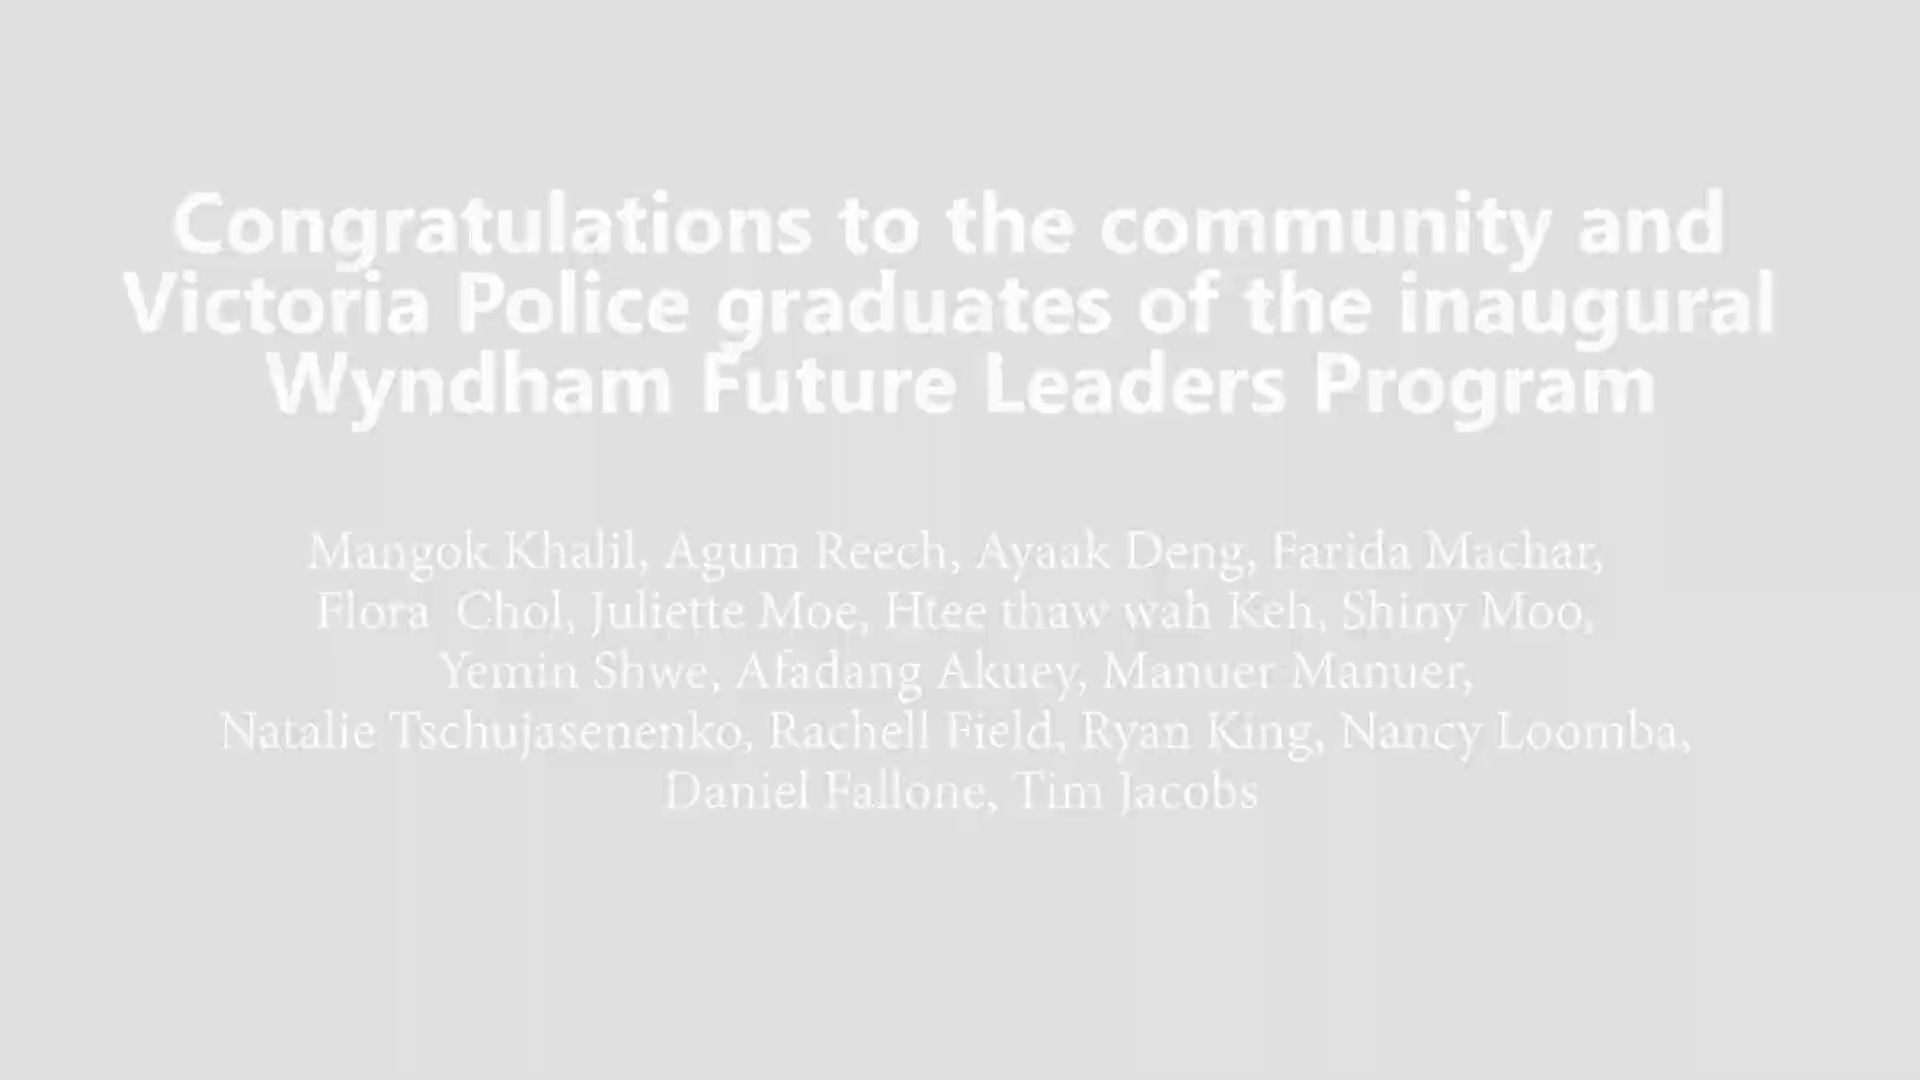 Congratulations to the community and
Victoria Police graduates of the inaugural
Wyndham Future Leaders Program
Mangok Khalil, Agum Reech, Ayaak Deng, Farida Machar,
Flora  Chol, Juliette Moe, Htee thaw wah Keh, Shiny Moo,
Yemin Shwe, Afadang Akuey, Manuer Manuer,
Natalie Tschujasenenko, Rachell Field, Ryan King, Nancy Loomba,
Daniel Fallone, Tim Jacobs